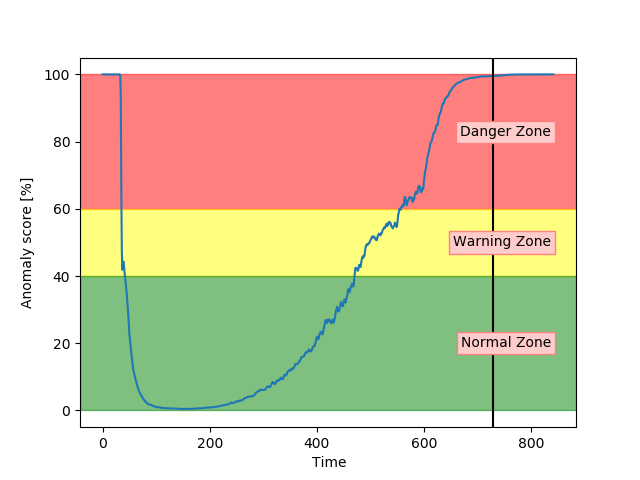 100
80
60
40
20
0
Anomaly score [%]
Danger Zone
Warning Zone
Normal Zone
0 200 400 600 800
Time